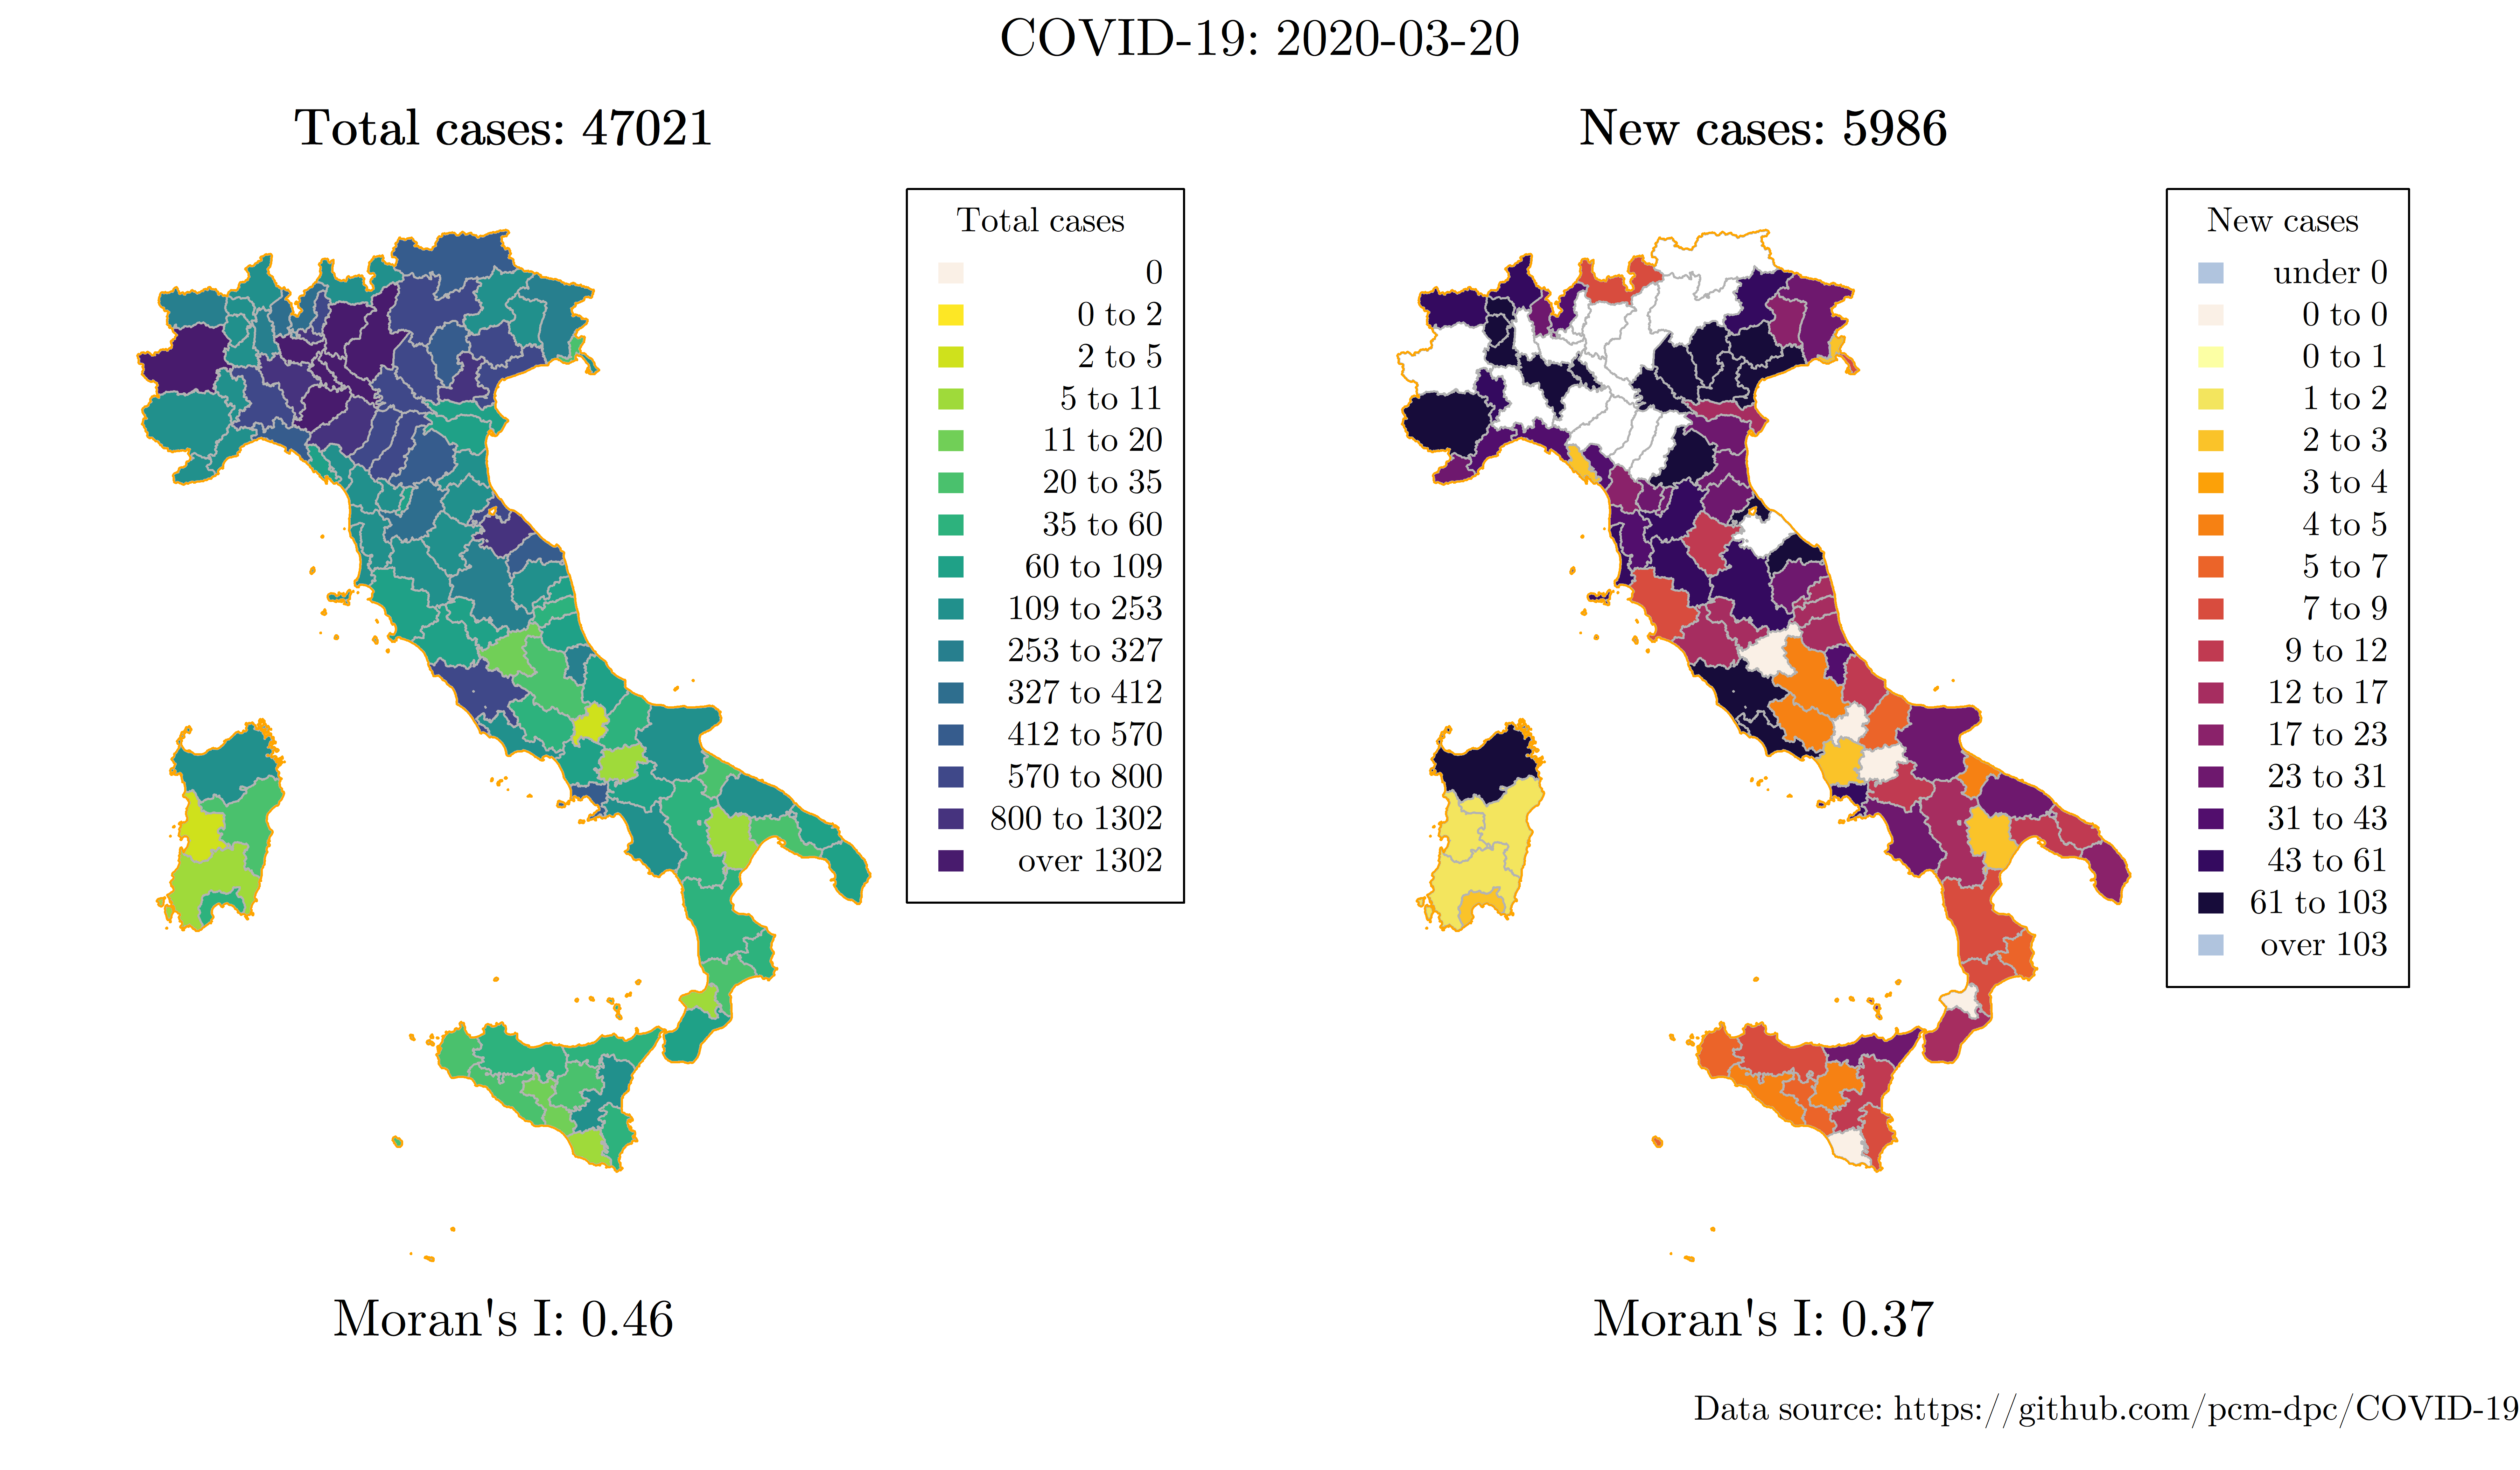 COVID-19: 2020-03-20
Total cases: 47021
Total cases
0
0 to 2
2 to 5
5 to 11
11 to 20
20 to 35
35 to 60
60 to 109
109 to 253
253 to 327
327 to 412
412 to 570
570 to 800
800 to 1302
over 1302
Moran's I: 0.46
New cases: 5986
New cases
under 0
0 to 0
0 to 1
1 to 2
2 to 3
3 to 4
4 to 5
5 to 7
7 to 9
9 to 12
12 to 17
17 to 23
23 to 31
31 to 43
43 to 61
61 to 103
over 103
Moran's I: 0.37
Data source: https://github.com/pcm-dpc/COVID-19